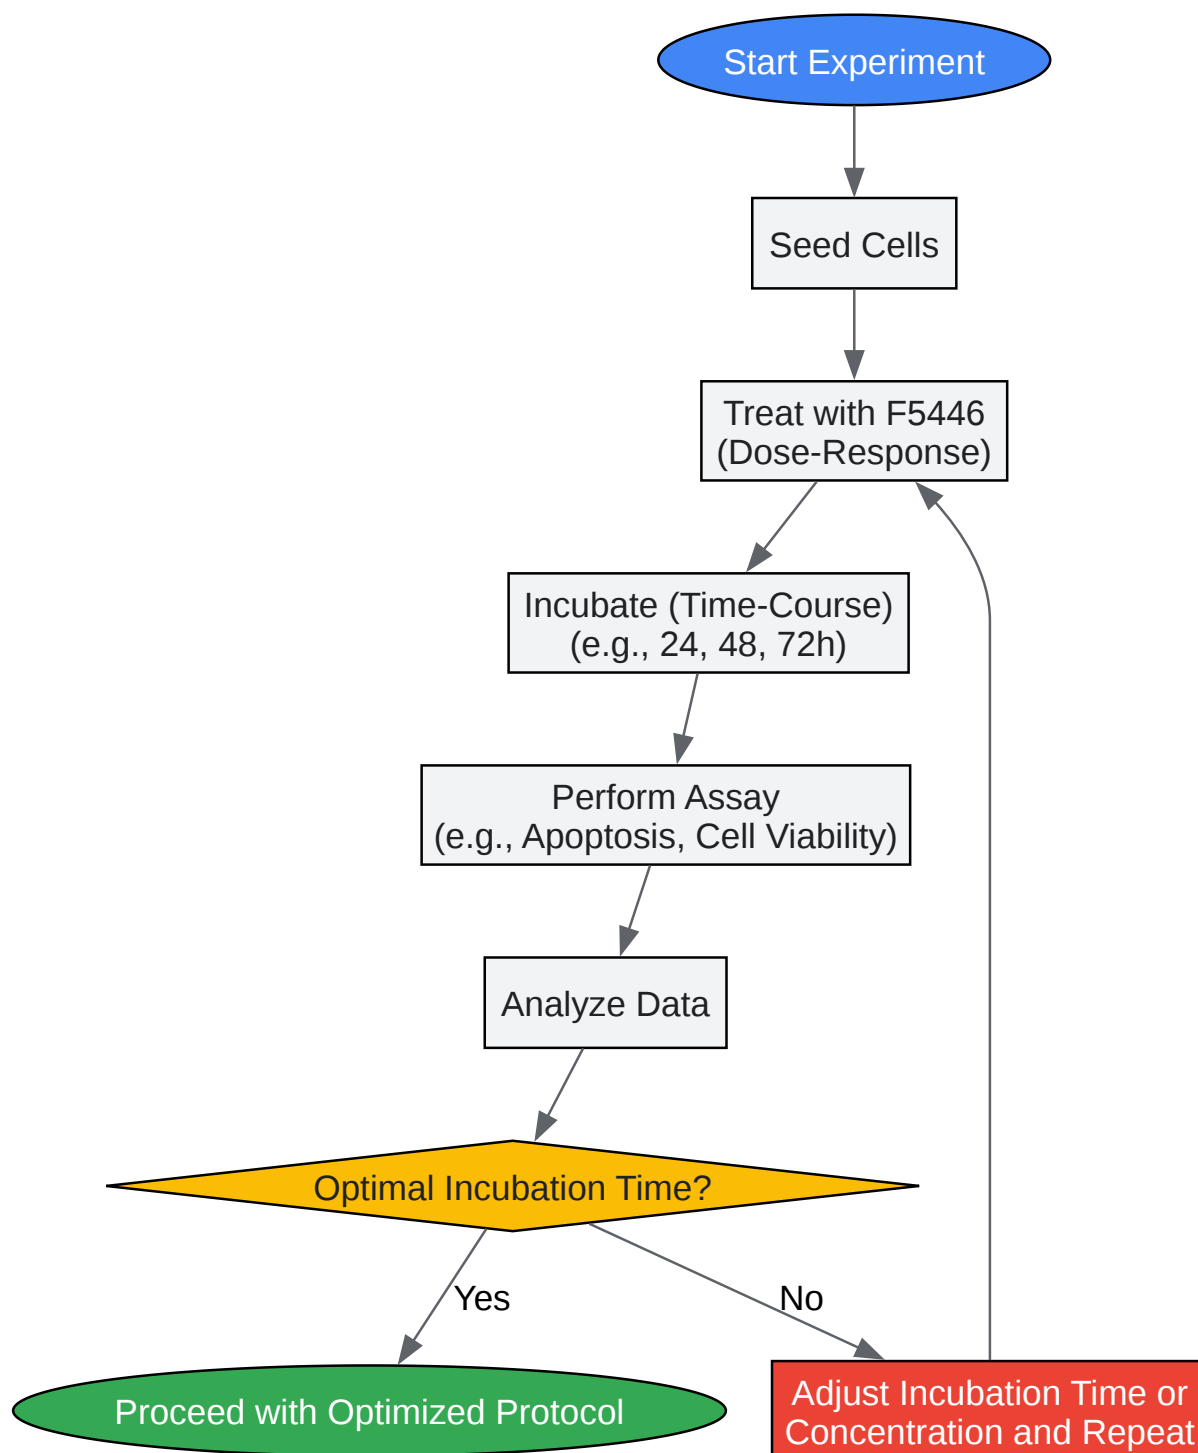 Start Experiment
Seed Cells
Treat with F5446
(Dose-Response)
Incubate (Time-Course)
(e.g., 24, 48, 72h)
Perform Assay
(e.g., Apoptosis, Cell Viability)
Analyze Data
Optimal Incubation Time?
Yes
No
Proceed with Optimized Protocol
Adjust Incubation Time or
Concentration and Repeat